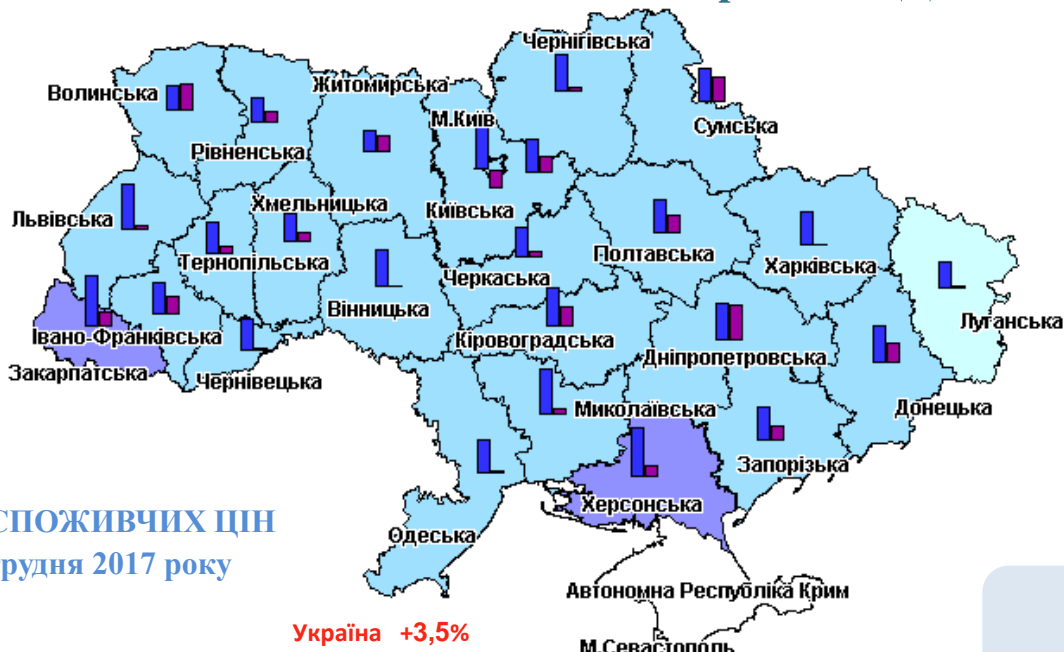 Чернігівська
Волинська
Житомирська
М.Київ
Сумська
Рівненська
Львівська
Хмельницька
Київська
Тернопільська
Черкаська
Полтавська
Харківська
Вінницька
Луганська
Івано-Франківська
Кіровоградська
Дніпропетровська
Закарпатська
Чернівецька
Миколаївська
Донецька
Запорізька
Херсонська
СПОЖИВЧИХ ЦІН
Одеська
рудня 2017 року
Автономна Республіка Крим
Україна +3,5%
М.Севастополь